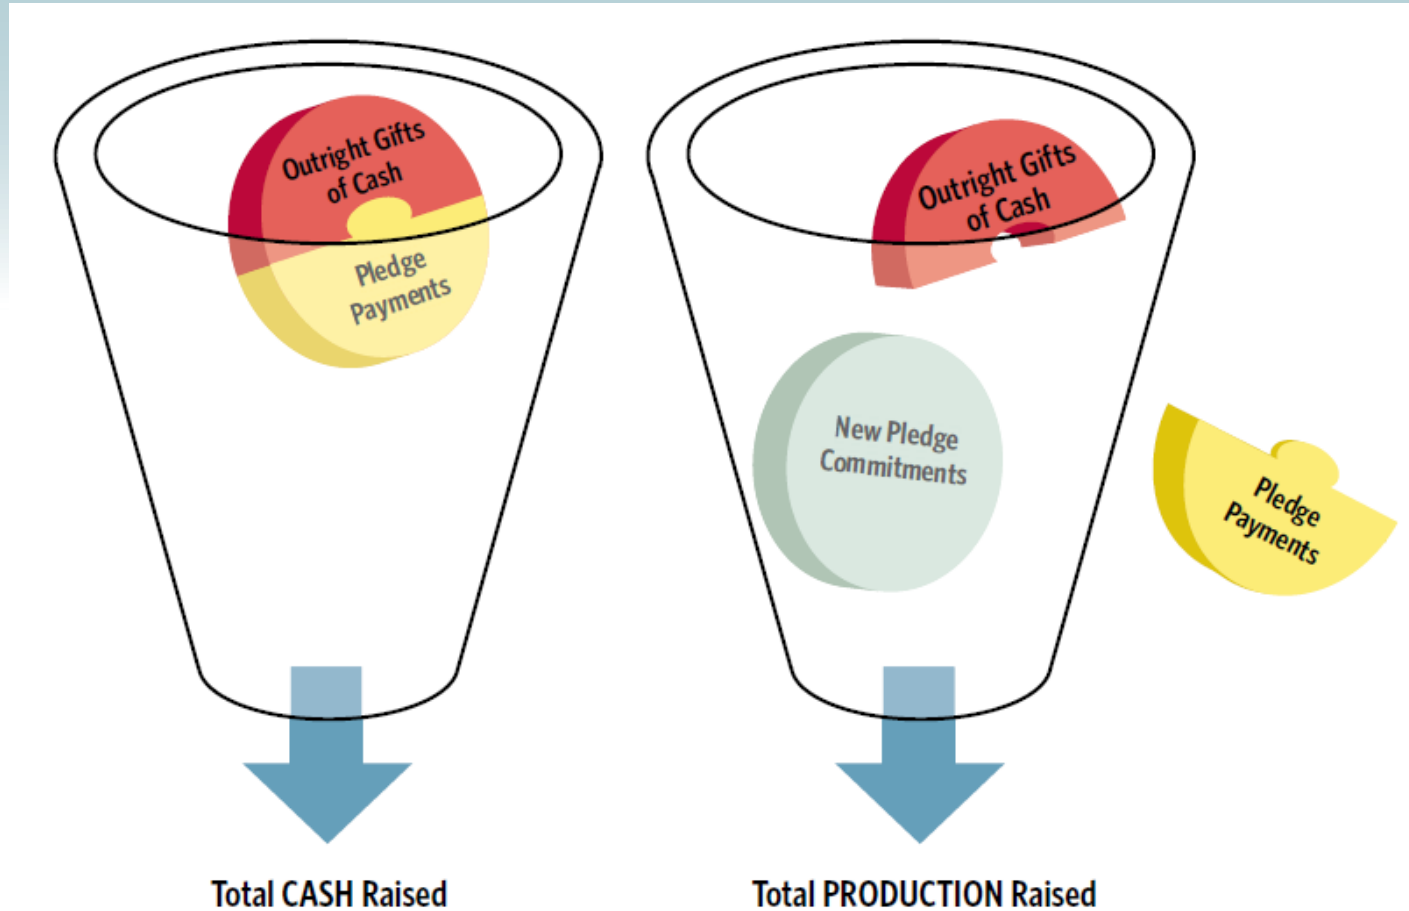 Outright Gifts
of Cash
Pledge
Payments
Total CASH Raised
Outright Gifts
of Cash
New Pledge
Commitments
Pledge
Payments
Total PRODUCTION Raised